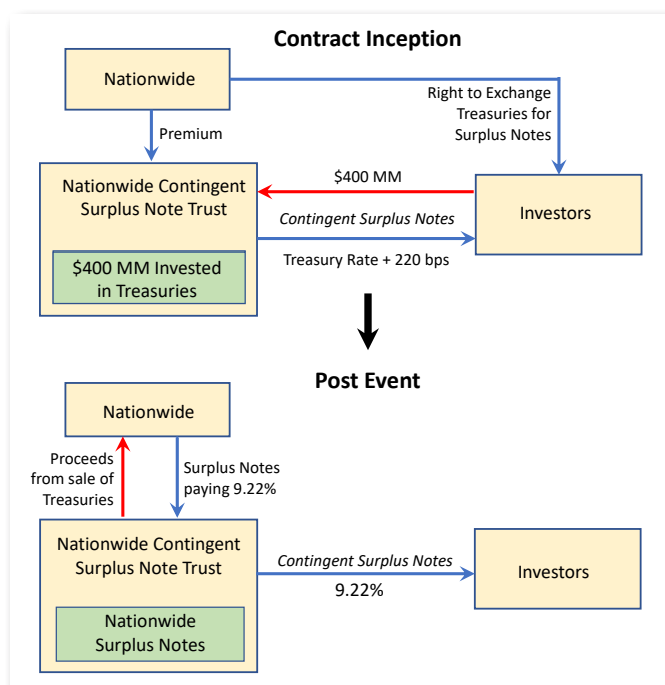 Contract Inception
Nationwide
Right to Exchange
Treasuries for
Surplus Notes
Premium
Nationwide Contingent
Surplus Note Trust
$400 MM
Contingent Surplus Notes
Investors
$400 MM Invested
in Treasuries
Treasury Rate + 220 bps
Post Event
Nationwide
Proceeds
from sale of
Treasuries
Surplus Notes
paying 9.22%
Nationwide Contingent
Surplus Note Trust
Contingent Surplus Notes
9.22%
Investors
Nationwide
Surplus Notes